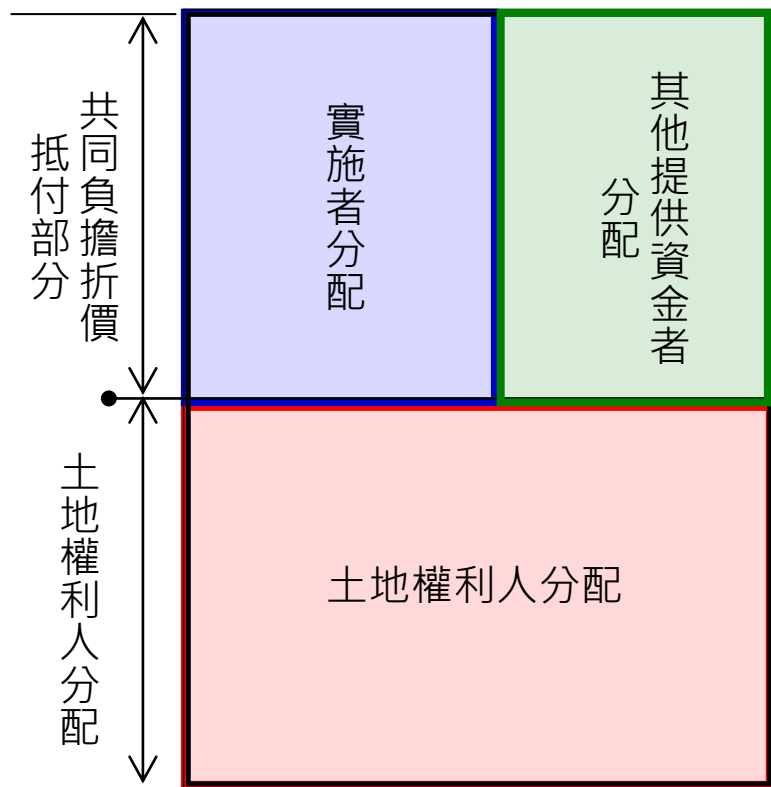 共同負擔折價
抵付部分
實施者分配
其他提供資金者
分配
土地權利人分配
土地權利人分配